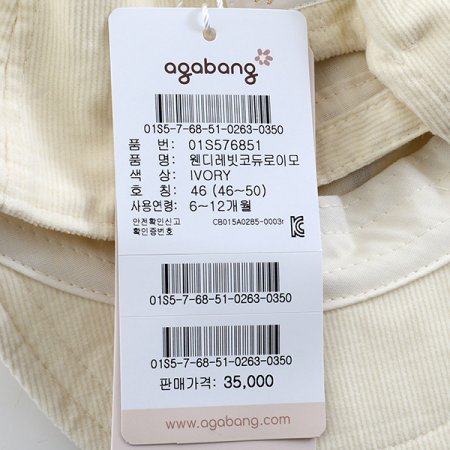 agabang
01S5-7-68-51-0263-0350
품 번: 01S576851
품 명: 웬디레빗코듀로이모
색 상: IVORY
호 칭: 46 (46~50)
사용연령: 6~12개월
안전확인신고
확인증번호 CB015A0285-0003
01S5-7-68-51-0263-0350
01S5-7-68-51-0263-0350
판매가격: 35,000
www.agabang.com